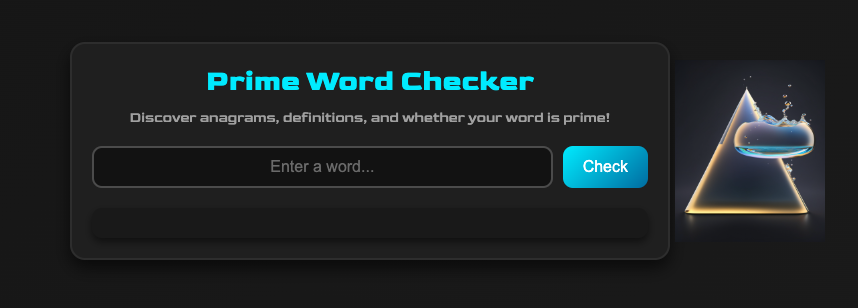 Prime Word Checker
Discover anagrams, definitions, and whether your word is prime!
Enter a word...
Check